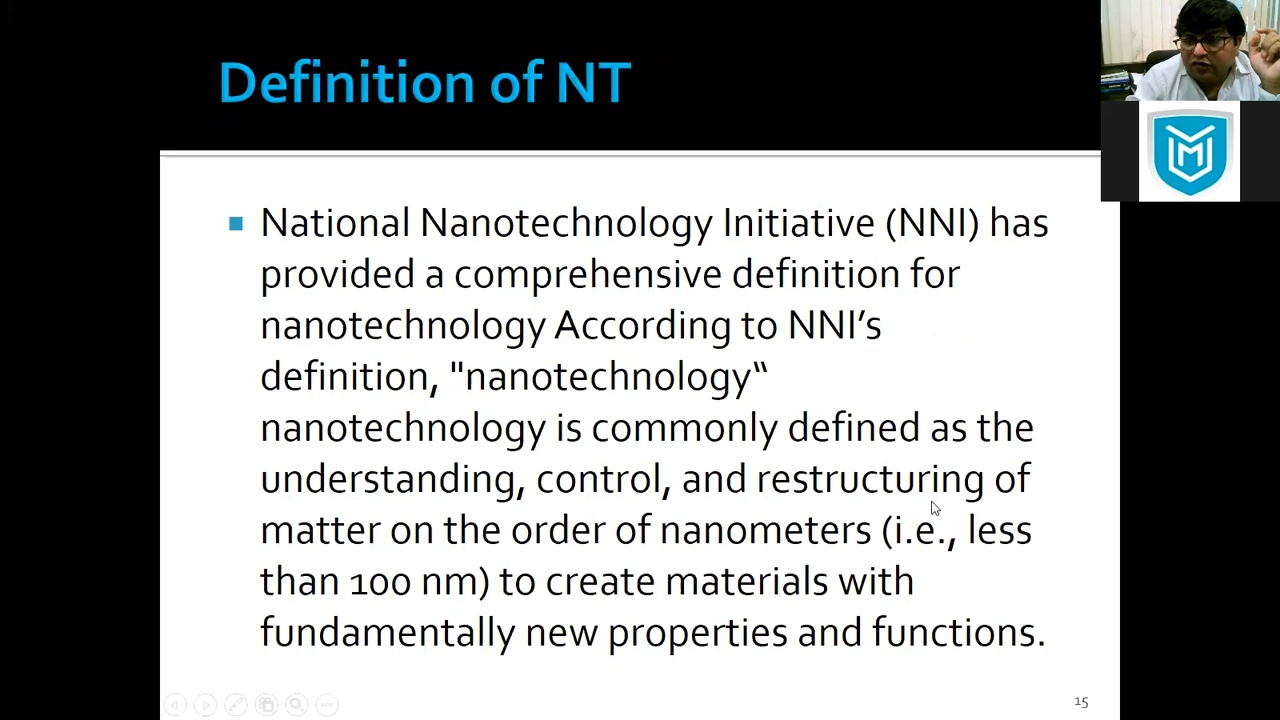 Definition of NT
National Nanotechnology Initiative (NNI) has
provided a comprehensive definition for
nanotechnology According to NNI’s
definition, "nanotechnology“
nanotechnology is commonly defined as the
understanding, control, and restructuring of
matter on the order of nanometers (i.e., less
than 100 nm) to create materials with
fundamentally new properties and functions.
15